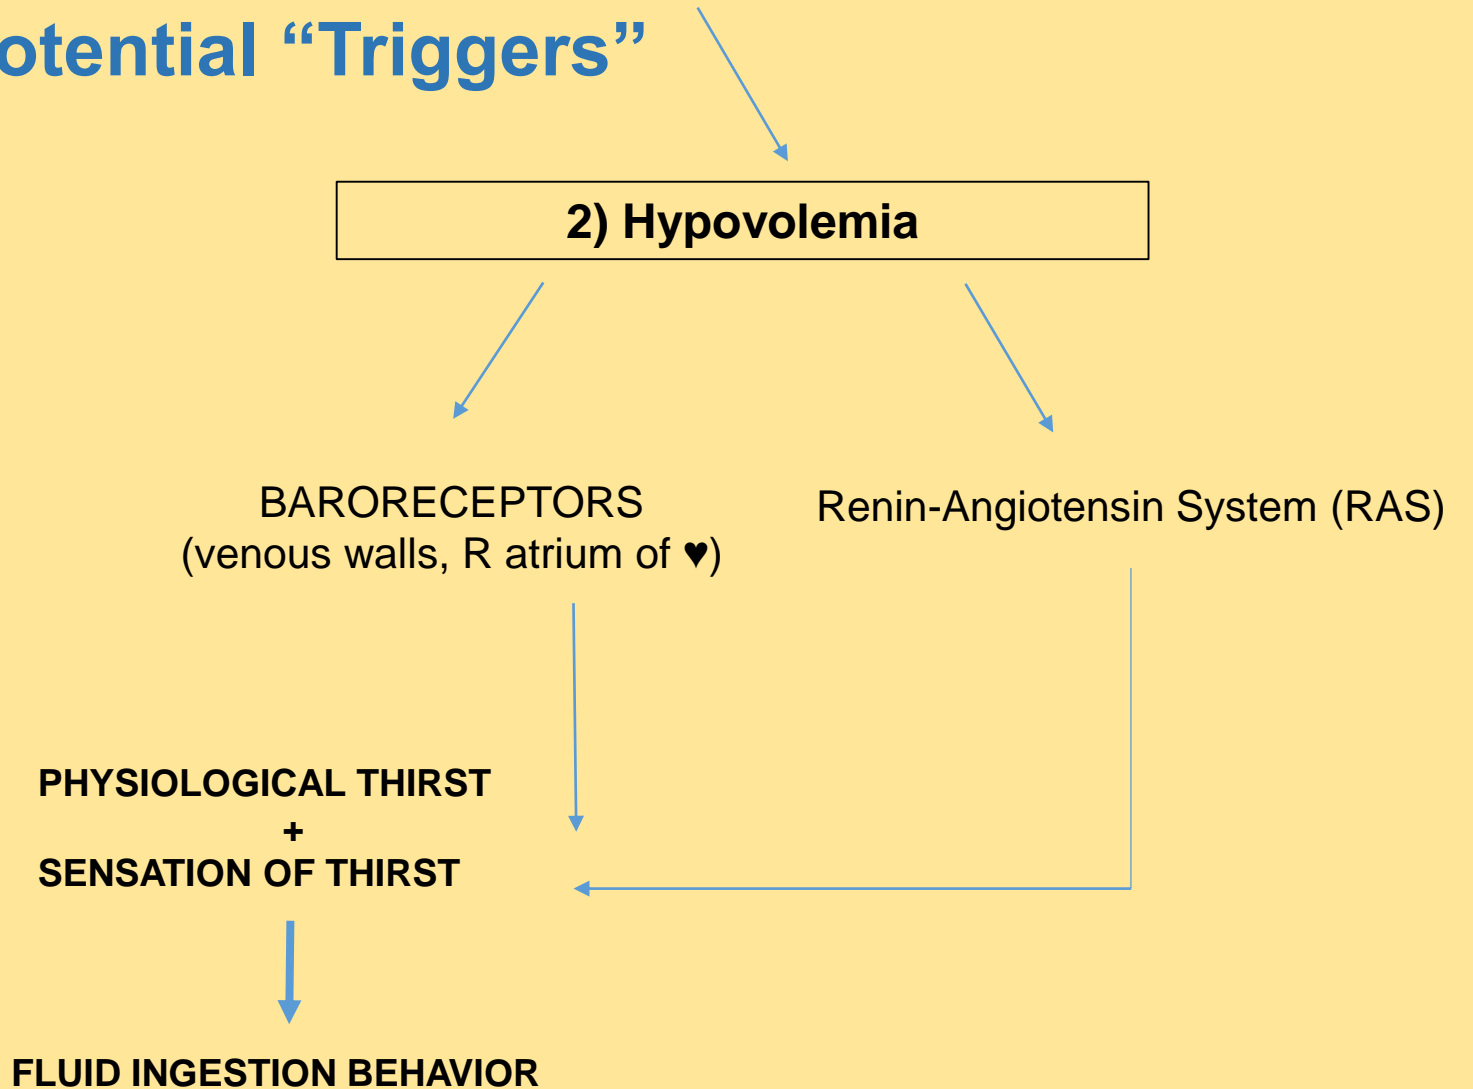 otential “Triggers”
2) Hypovolemia
BARORECEPTORS
(venous walls, R atrium of ♥)
Renin-Angiotensin System (RAS)
PHYSIOLOGICAL THIRST
+
SENSATION OF THIRST
FLUID INGESTION BEHAVIOR